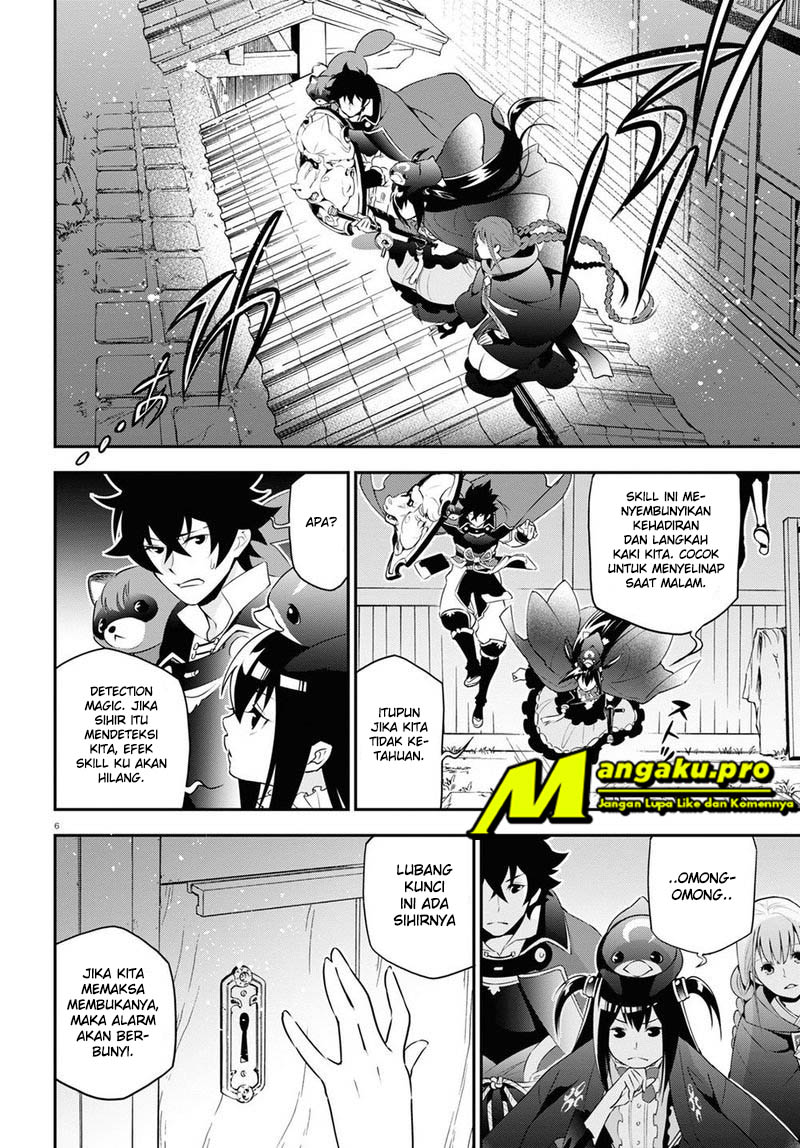 SKILL INI ME-
NYEMBUNYIKAN
KEHADIRAN
DAN LANGKAH
KAKI KITA. COCOK
UNTUK MENYELINAP
SAAT MALAM.
ITUPUN
JIKA KITA
TIDAK KE-
TAHUAN.
APA?
DETECTION
MAGIC. JIKA
SIHIR ITU
MENDETEKSI
KITA, EFEK
SKILL KU AKAN
HILANG.
Mangaku.pro
Jangan Lupa Like dan Komennya
6
..OMONG-
OMONG..
LUBANG
KUNCI
INI ADA
SIHIRNYA
JIKA KITA
MEMAKSA
MEMBUKANYA,
MAKA ALARM
AKAN BER-
BUNYI.